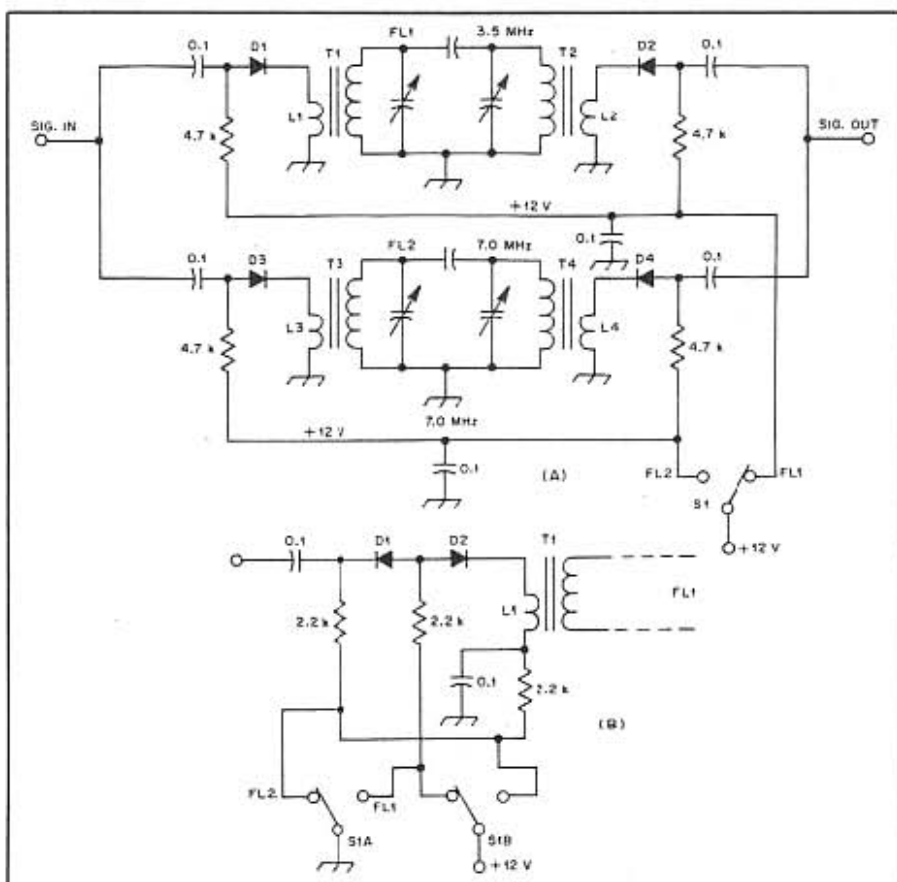 FL1 3.5 MHz
0.1 D1 T1 T2 D2 0.1
SIG. IN 4.7 k L1 L2 4.7 k SIG. OUT
+12 V
0.1
0.1 D3 T3 FL2 7.0 MHz T4 D4 0.1
4.7 k L3 L4 4.7 k
7.0 MHz
+12 V
0.1 (A) FL2 FL1
S1
+12 V
0.1 D1 D2 T1
L1 FL1
2.2 k 2.2 k
0.1 2.2 k
(B)
FL2 FL1
S1A S1B
+12 V